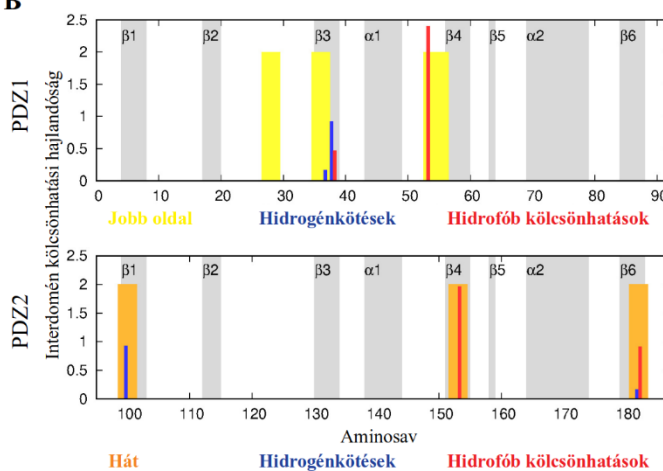 B
PDZ1
Interdomén kölcsönhatási hajlandóság
2.5
2
1.5
1
0.5
0
β1 β2 β3 α1 β4 β5 α2 β6
0 10 20 30 40 50 60 70 80 90
Jobb oldal Hidrogénkötések Hidrofób kölcsönhatások
PDZ2
2.5
2
1.5
1
0.5
0
β1 β2 β3 α1 β4 β5 α2 β6
100 110 120 130 140 150 160 170 180
Aminosav
Hát Hidrogénkötések Hidrofób kölcsönhatások